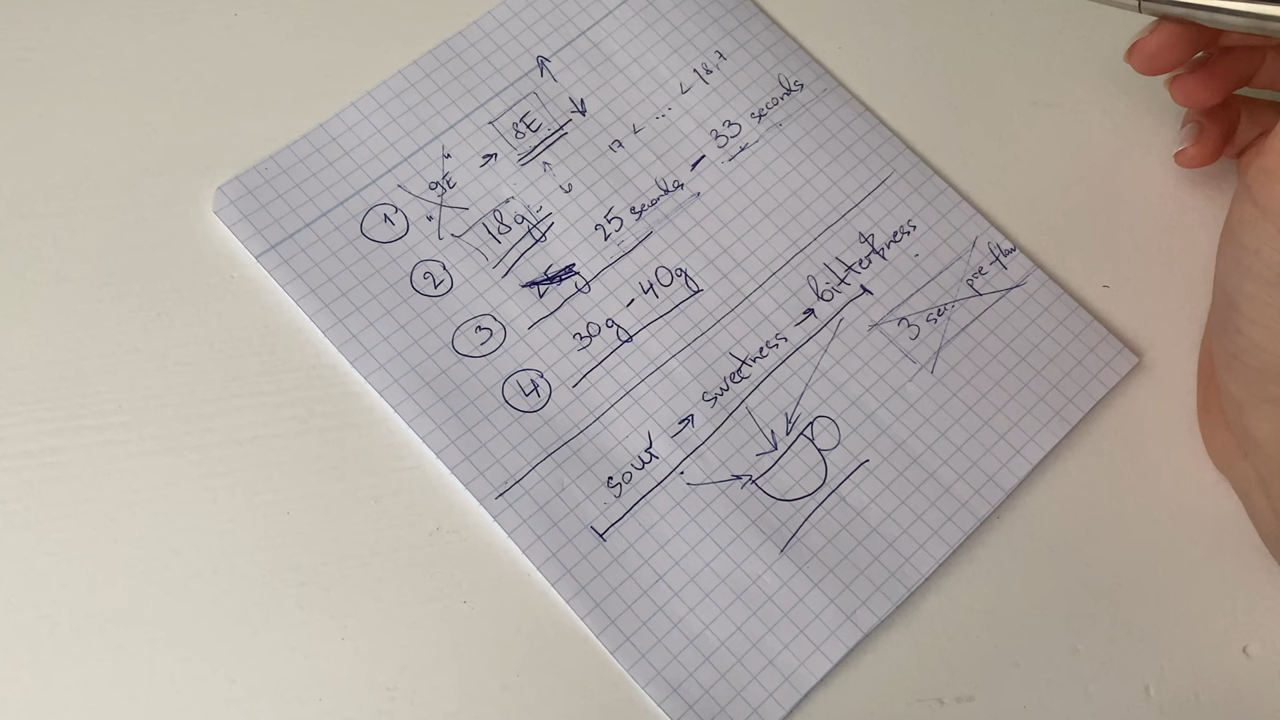 ① "9E" → 8E
② 18g 17 < ... < 18,7
③ 25 seconds - 33 seconds
④ 30g - 40g
sour → sweetness → bitterness
3 sec. pre-flow